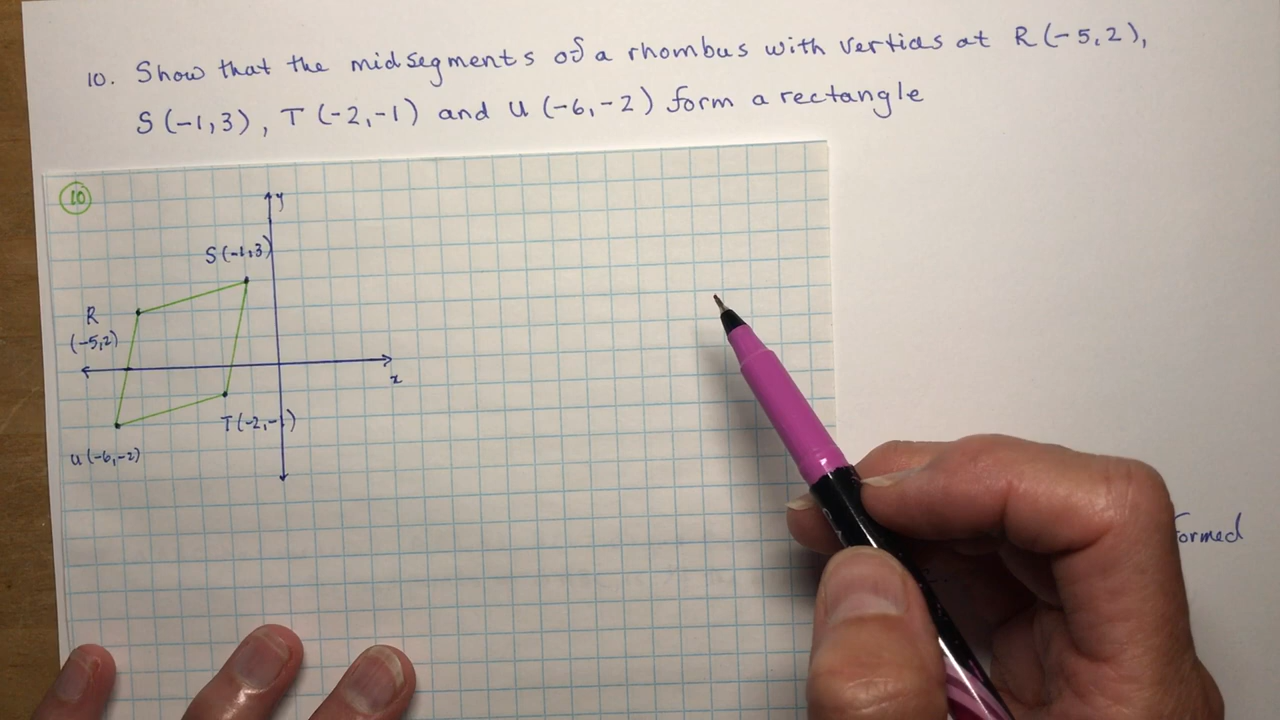 10. Show that the midsegments of a rhombus with vertices at R(-5,2),
S(-1,3), T(-2,-1) and U(-6,-2) form a rectangle
10
y
S(-1,3)
R
(-5,2)
x
T(-2,-1)
U(-6,-2)
formed